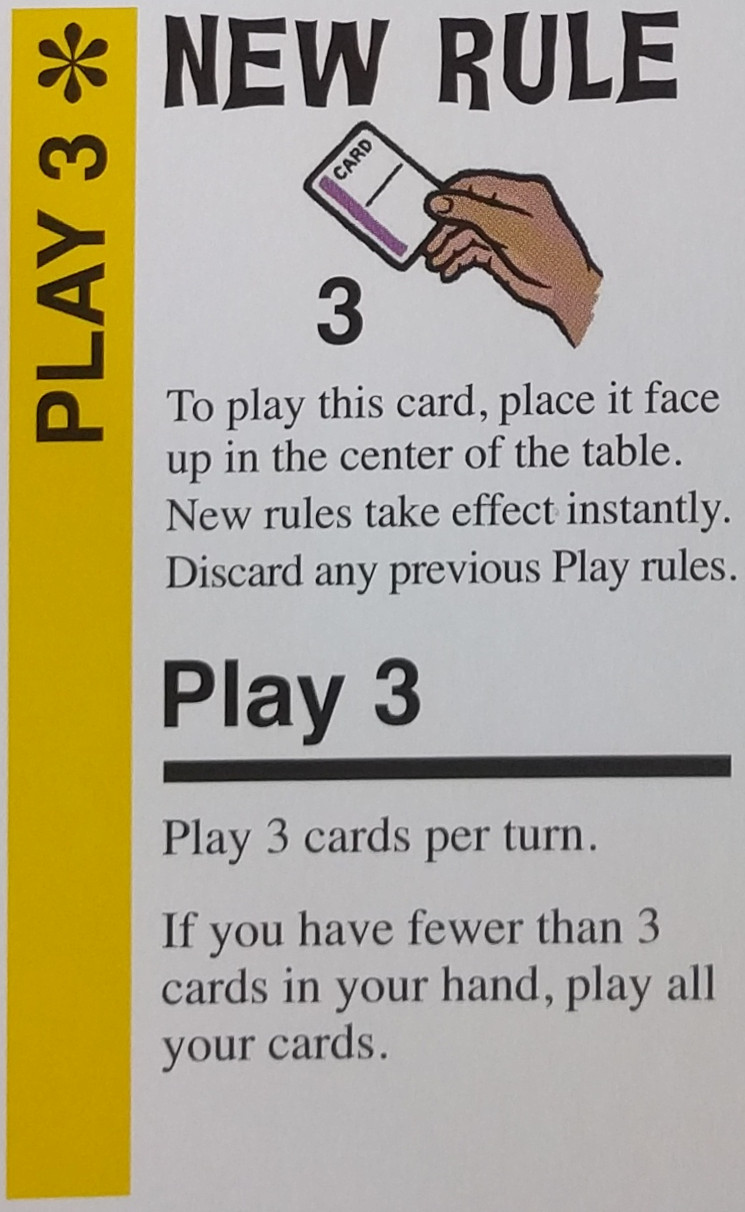 PLAY 3 *
NEW RULE
CARD
3
To play this card, place it face
up in the center of the table.
New rules take effect instantly.
Discard any previous Play rules.
Play 3
Play 3 cards per turn.
If you have fewer than 3
cards in your hand, play all
your cards.